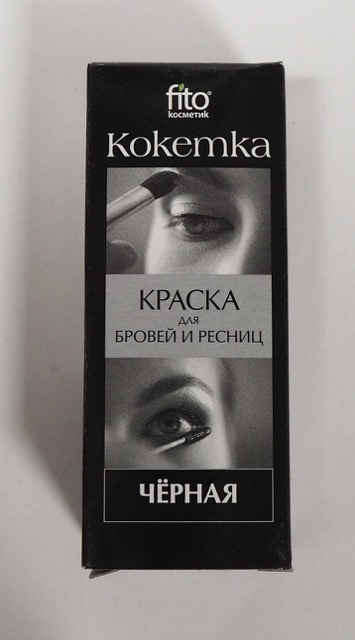 fito®
косметик
Кокетка
КРАСКА
для
БРОВЕЙ И РЕСНИЦ
ЧЁРНАЯ